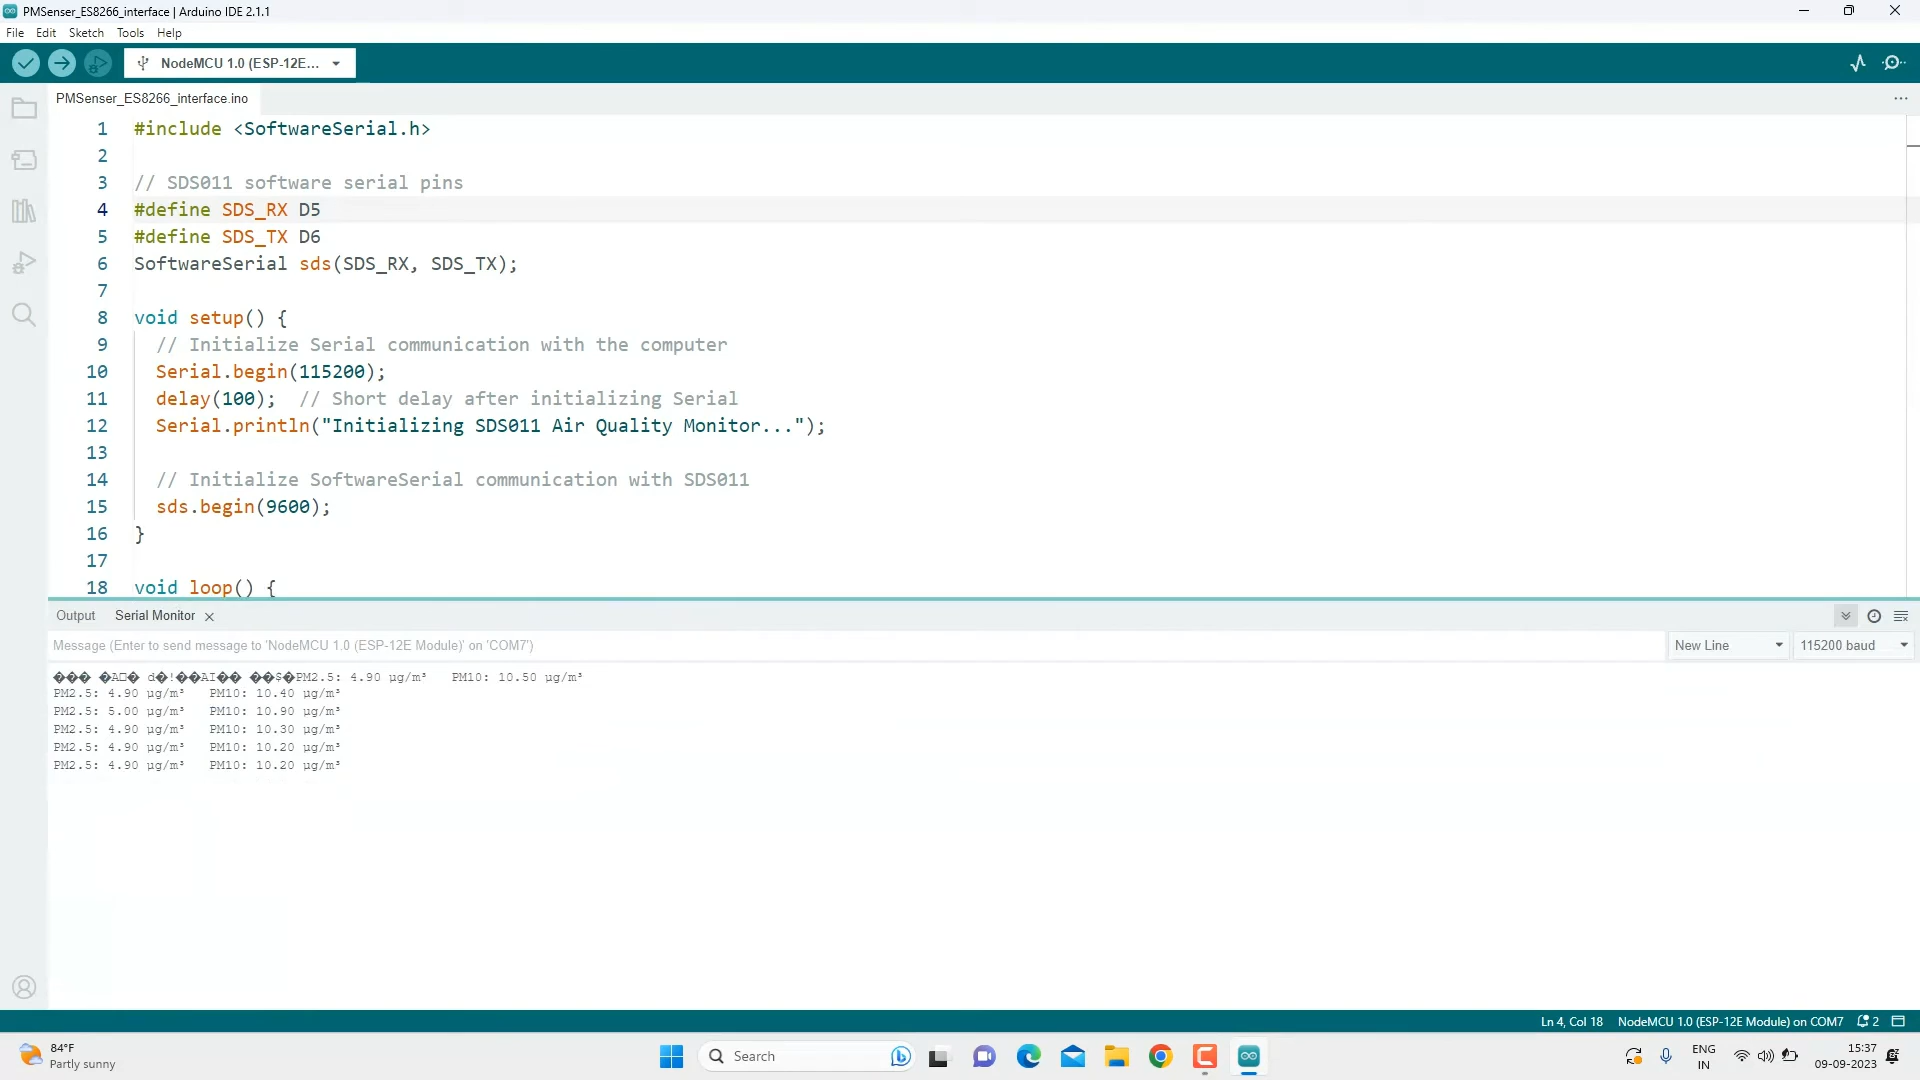 PMSenser_ES8266_interface | Arduino IDE 2.1.1
File Edit Sketch Tools Help
NodeMCU 1.0 (ESP-12E...
PMSenser_ES8266_interface.ino
1 #include <SoftwareSerial.h>
2
3 // SDS011 software serial pins
4 #define SDS_RX D5
5 #define SDS_TX D6
6 SoftwareSerial sds(SDS_RX, SDS_TX);
7
8 void setup() {
9 // Initialize Serial communication with the computer
10 Serial.begin(115200);
11 delay(100); // Short delay after initializing Serial
12 Serial.println("Initializing SDS011 Air Quality Monitor...");
13
14 // Initialize SoftwareSerial communication with SDS011
15 sds.begin(9600);
16 }
17
18 void loop() {
Output Serial Monitor
Message (Enter to send message to 'NodeMCU 1.0 (ESP-12E Module)' on 'COM7')
New Line 115200 baud
PM2.5: 4.90 µg/m³ PM10: 10.50 µg/m³
PM2.5: 4.90 µg/m³ PM10: 10.40 µg/m³
PM2.5: 5.00 µg/m³ PM10: 10.90 µg/m³
PM2.5: 4.90 µg/m³ PM10: 10.30 µg/m³
PM2.5: 4.90 µg/m³ PM10: 10.20 µg/m³
PM2.5: 4.90 µg/m³ PM10: 10.20 µg/m³
Ln 4, Col 18 NodeMCU 1.0 (ESP-12E Module) on COM7 2
84°F
Partly sunny
Search
ENG
IN
15:37
09-09-2023